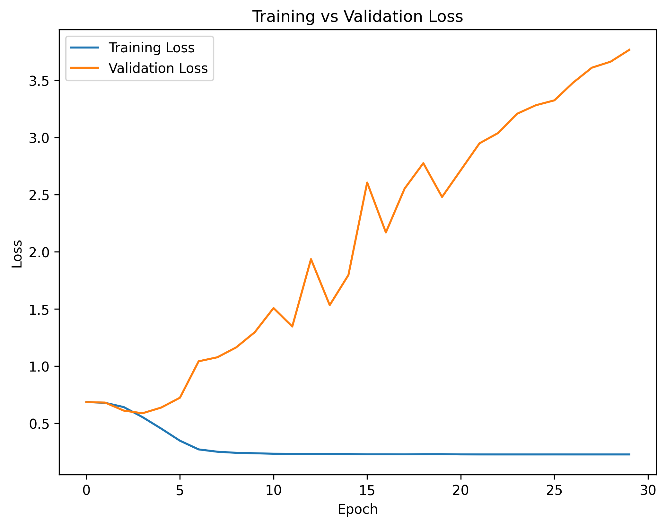 Training vs Validation Loss
Training Loss
Validation Loss
3.5
3.0
2.5
2.0
1.5
1.0
0.5
Loss
0 5 10 15 20 25 30
Epoch